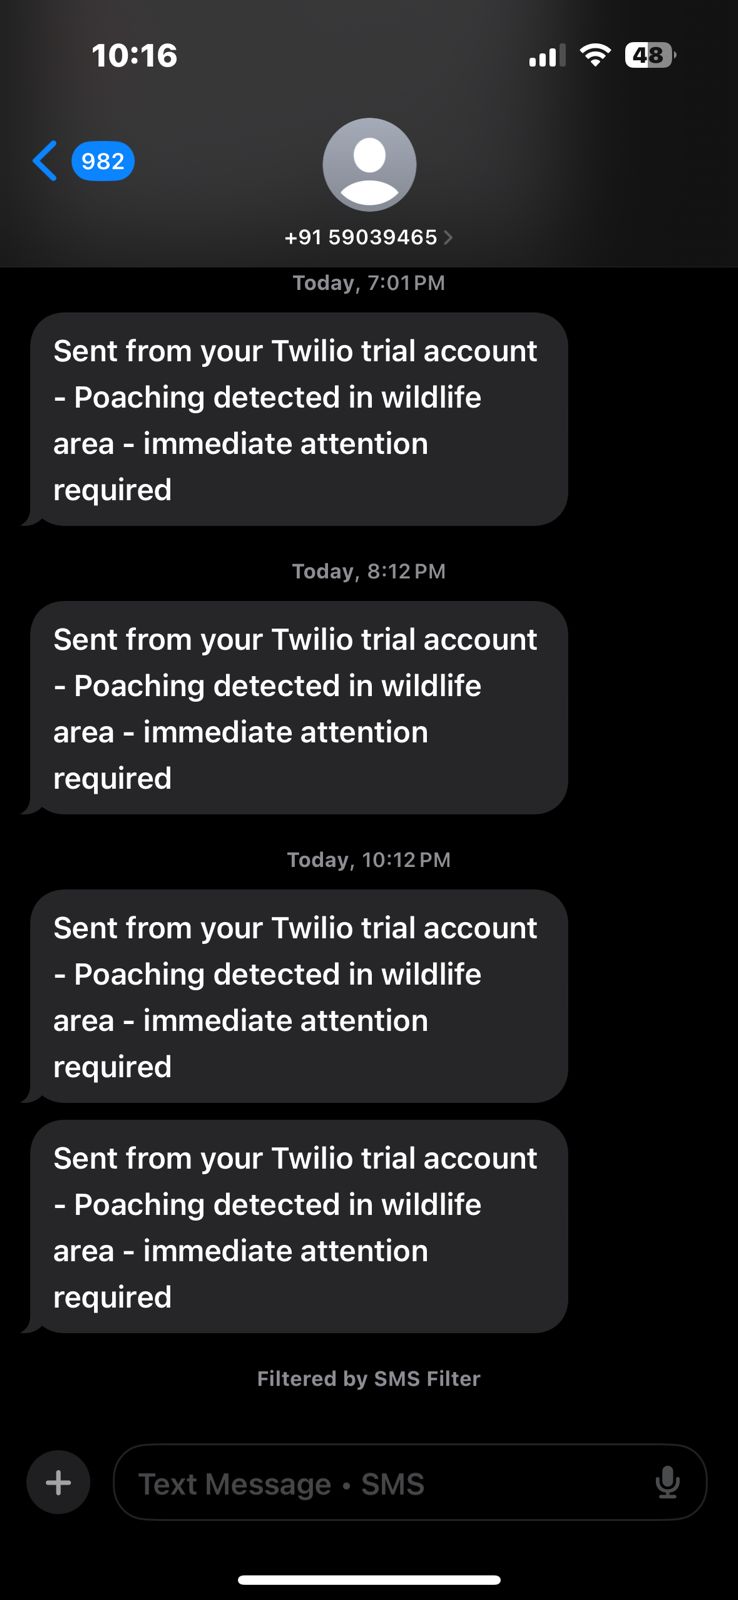 10:16
48
982
+91 59039465
Today, 7:01 PM
Sent from your Twilio trial account
- Poaching detected in wildlife
area - immediate attention
required
Today, 8:12 PM
Sent from your Twilio trial account
- Poaching detected in wildlife
area - immediate attention
required
Today, 10:12 PM
Sent from your Twilio trial account
- Poaching detected in wildlife
area - immediate attention
required
Sent from your Twilio trial account
- Poaching detected in wildlife
area - immediate attention
required
Filtered by SMS Filter
Text Message • SMS